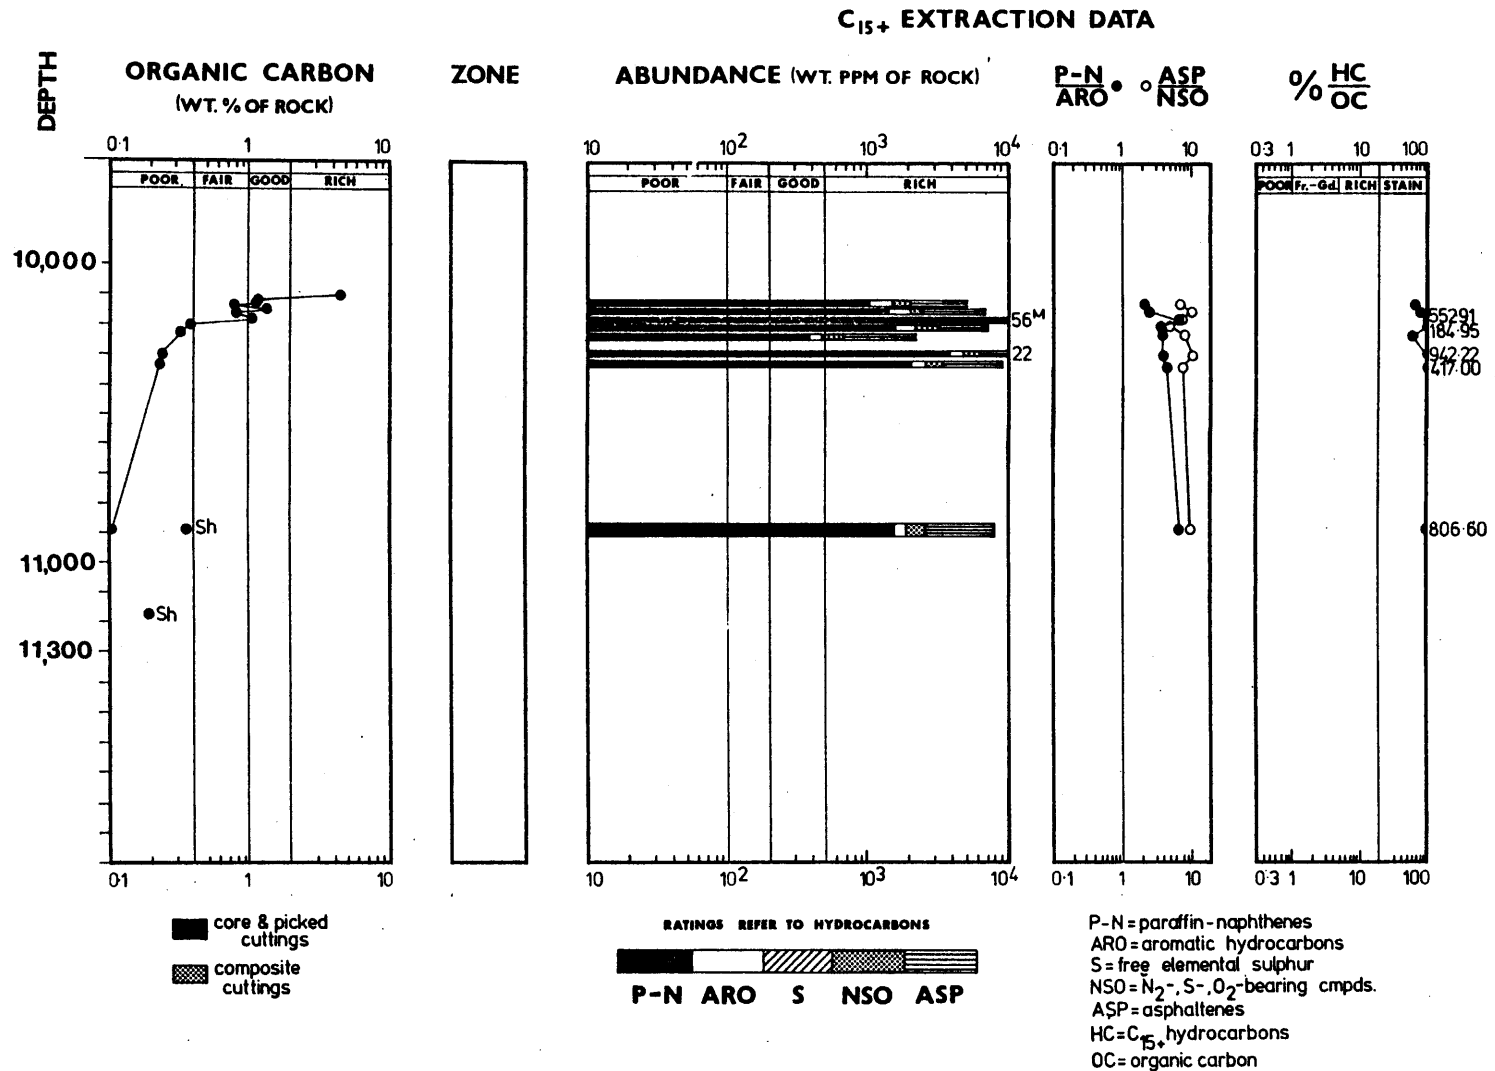 C15+ EXTRACTION DATA
DEPTH
ORGANIC CARBON
(WT. % OF ROCK)
ZONE
ABUNDANCE (WT. PPM OF ROCK)
P-N
ARO
ASP
NSO
% HC
OC
0·1 1 10
10 10² 10³ 10⁴
0·1 1 10
0·3 1 10 100
POOR FAIR GOOD RICH
POOR FAIR GOOD RICH
POOR Fr.-Gd. RICH STAIN
10,000
56M
55291
184·95
22
942·22
417·00
Sh
806·60
11,000
Sh
11,300
0·1 1 10
10 10² 10³ 10⁴
0·1 1 10
0·3 1 10 100
core & picked
cuttings
composite
cuttings
RATINGS REFER TO HYDROCARBONS
P-N ARO S NSO ASP
P-N = paraffin-naphthenes
ARO = aromatic hydrocarbons
S = free elemental sulphur
NSO = N2-, S-, O2-bearing cmpds.
ASP = asphaltenes
HC = C15+ hydrocarbons
OC = organic carbon